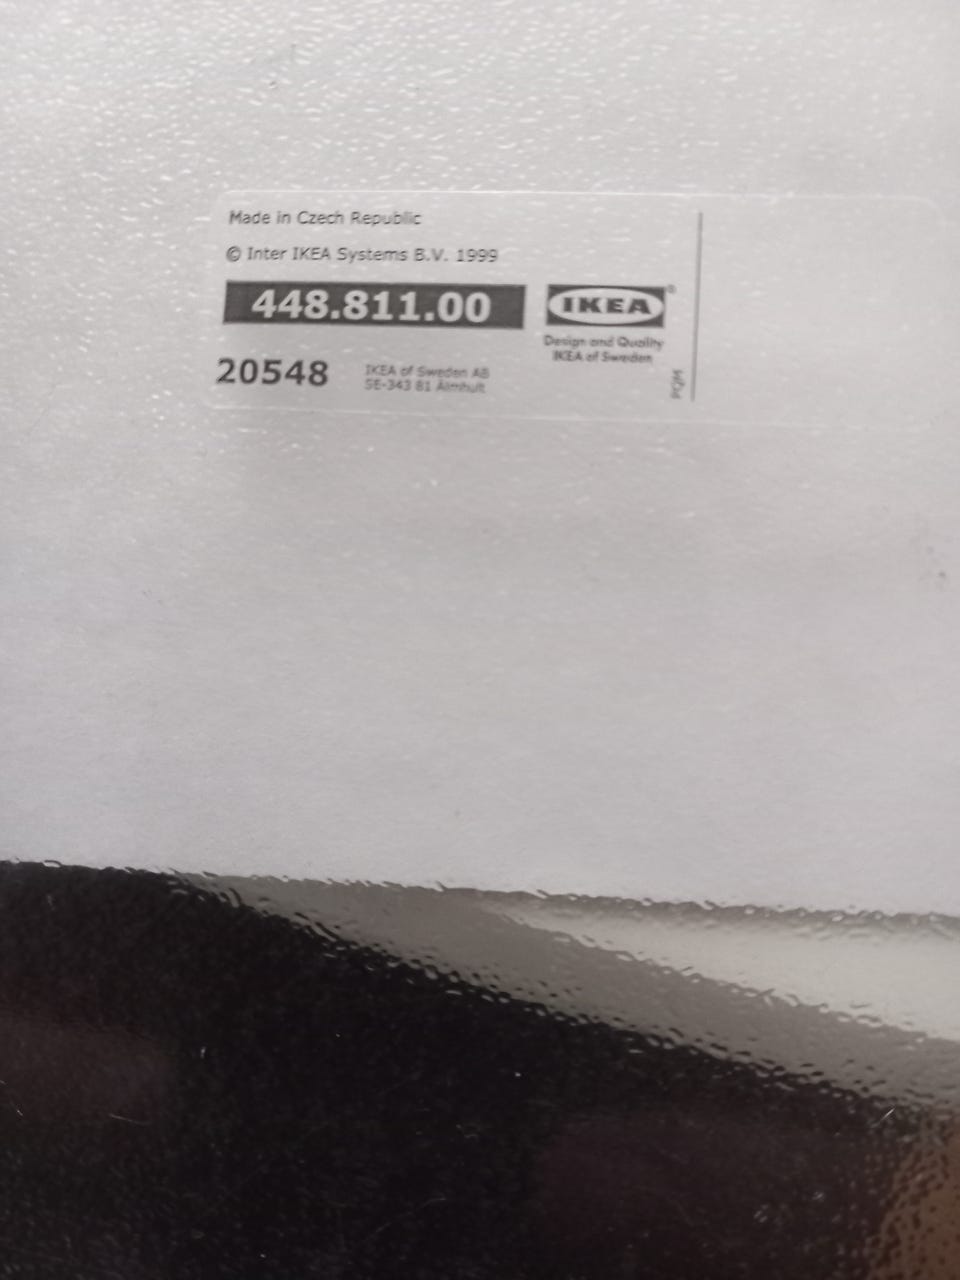 Made in Czech Republic
© Inter IKEA Systems B.V. 1999
448.811.00
IKEA®
Design and Quality
IKEA of Sweden
20548
IKEA of Sweden AB
SE-343 81 Älmhult
PQM